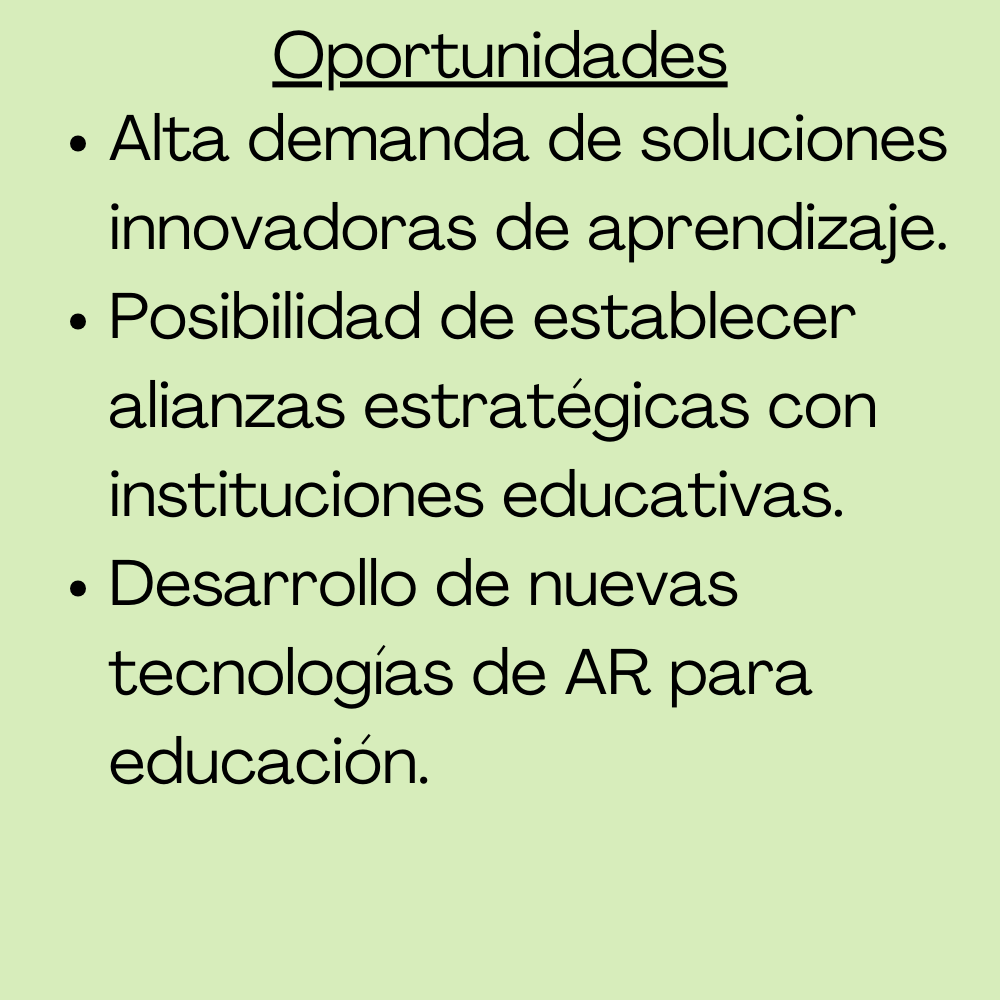 Oportunidades
• Alta demanda de soluciones
innovadoras de aprendizaje.
• Posibilidad de establecer
alianzas estratégicas con
instituciones educativas.
• Desarrollo de nuevas
tecnologías de AR para
educación.